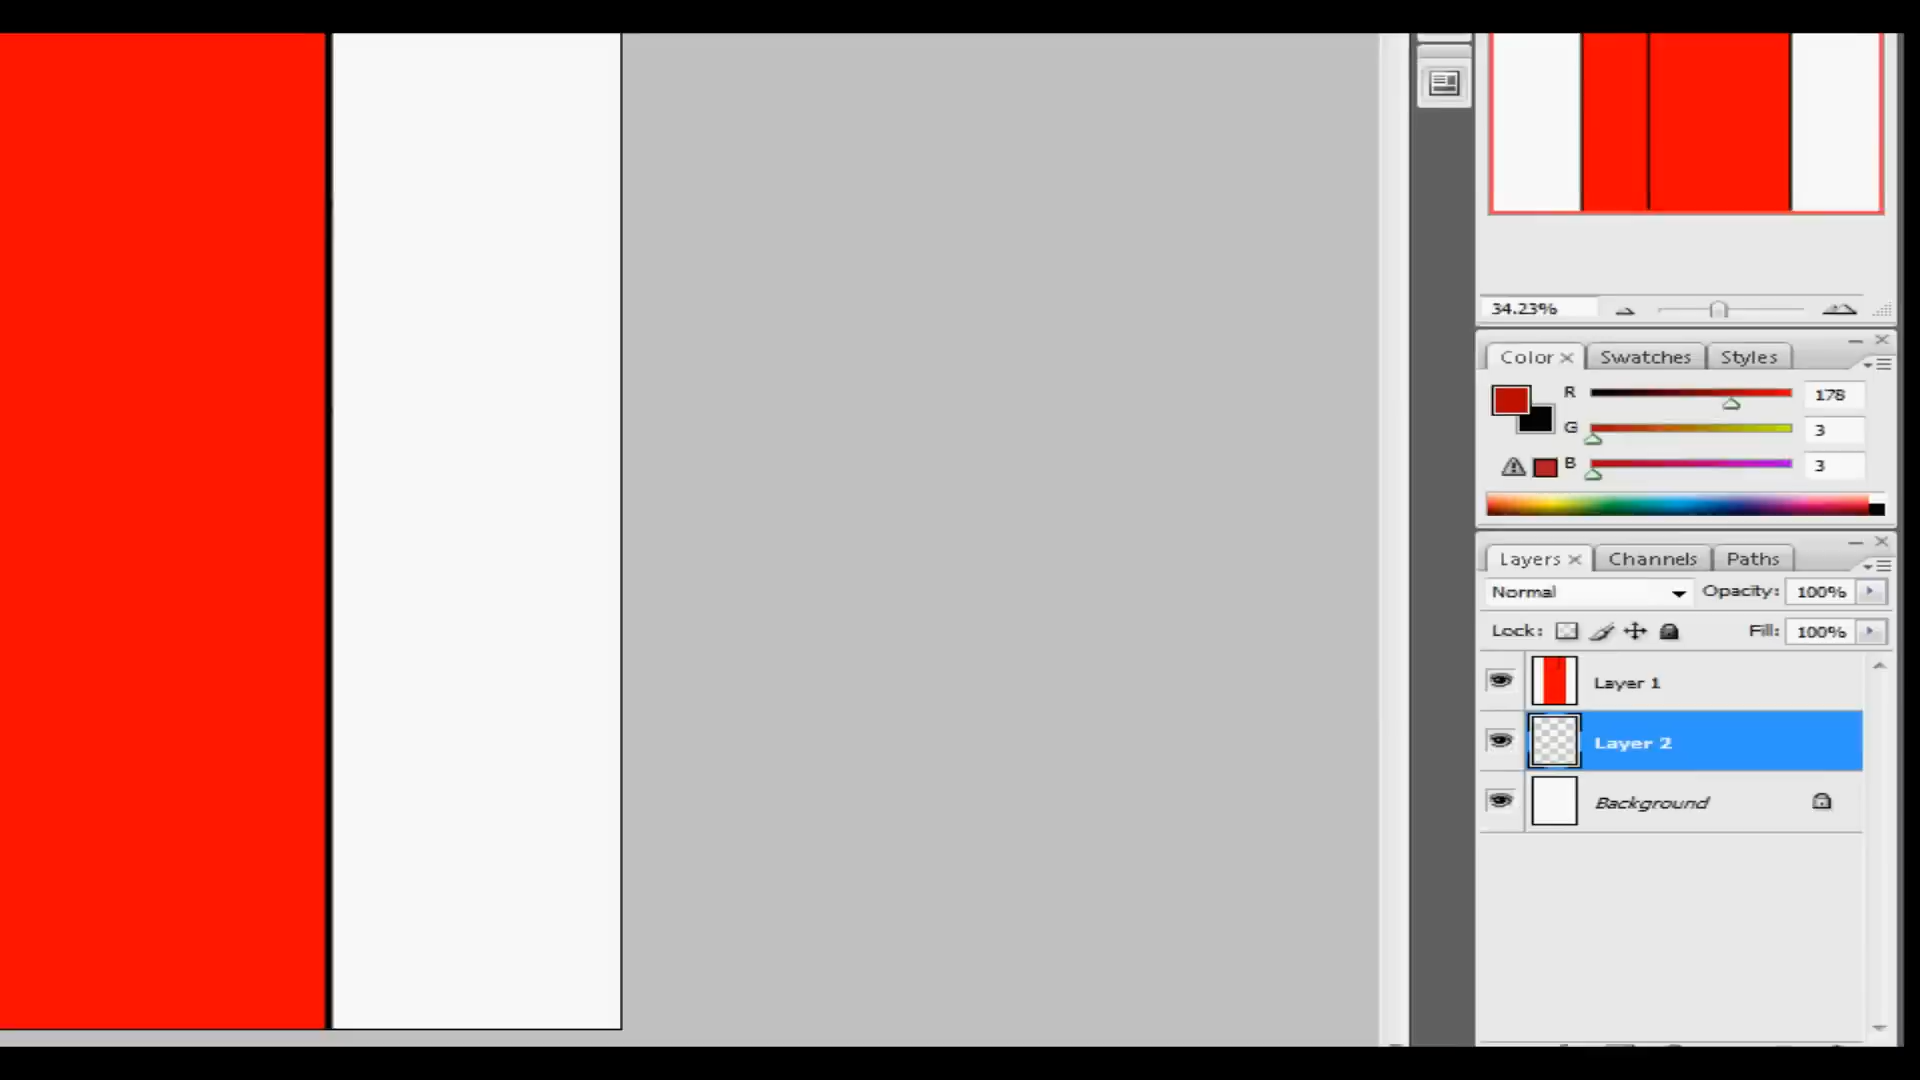 34.23%
Color Swatches Styles
R 178
G 3
B 3
Layers Channels Paths
Normal Opacity: 100%
Lock: Fill: 100%
Layer 1
Layer 2
Background